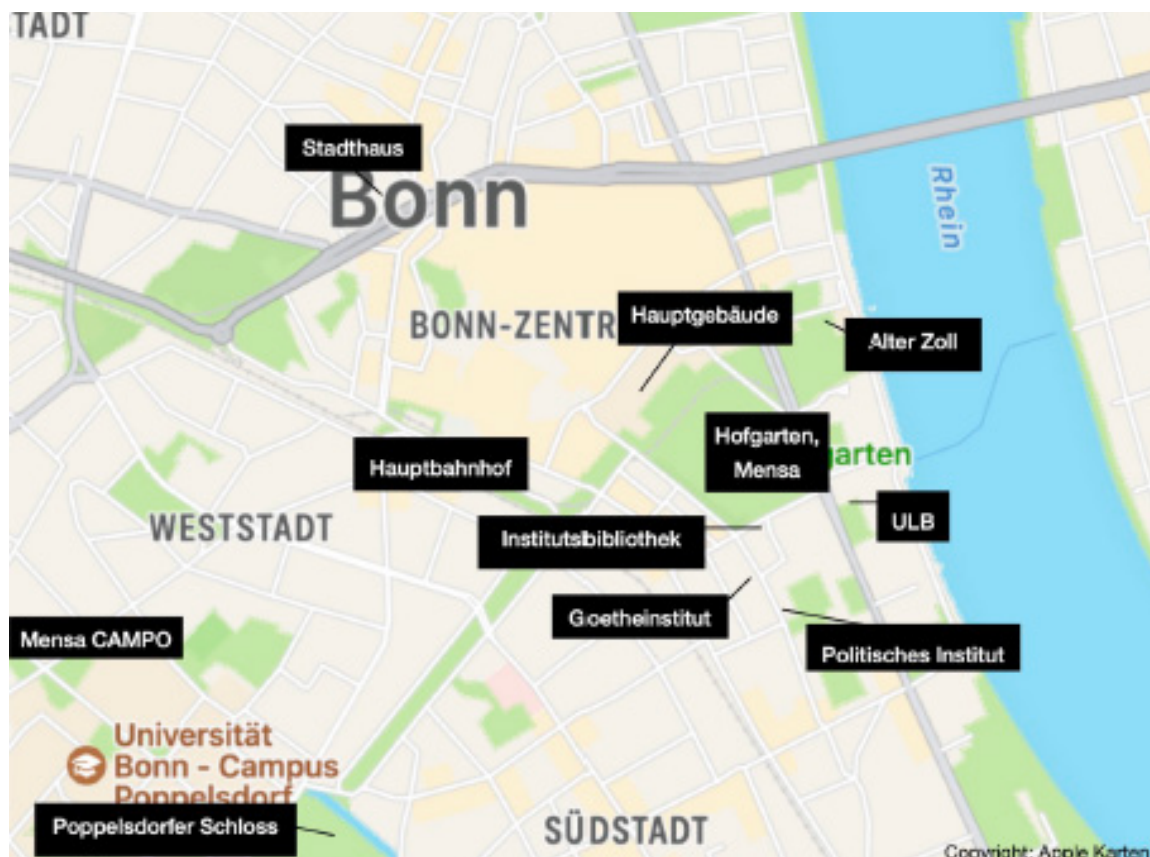 TADT
Stadthaus
Bonn
Rhein
Hauptgebäude
BONN-ZENTR
Alter Zoll
Hofgarten,
Mensa
garten
Hauptbahnhof
ULB
WESTSTADT
Institutsbibliothek
Goetheinstitut
Mensa CAMPO
Politisches Institut
Universität
Bonn - Campus
Poppelsdorf
Poppelsdorfer Schloss
SÜDSTADT
Copyright: Apple Karten